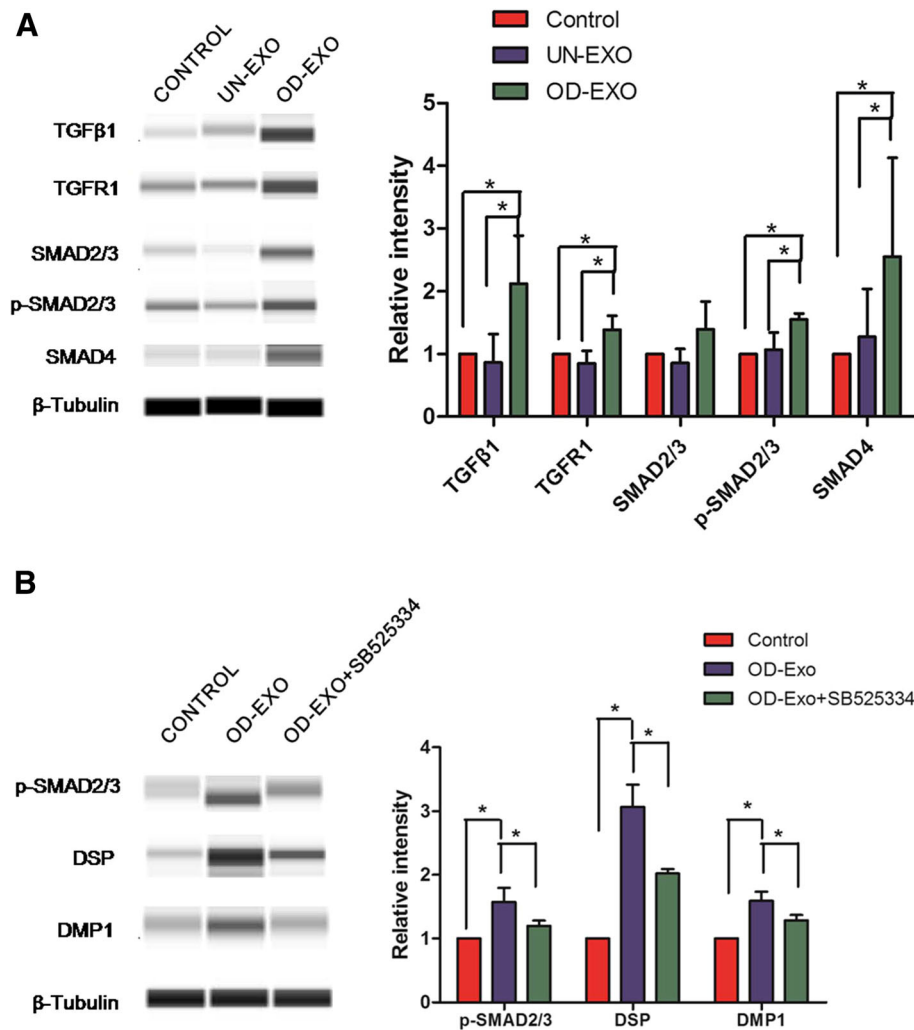 A
CONTROL
UN-EXO
OD-EXO
TGFβ1
TGFR1
SMAD2/3
p-SMAD2/3
SMAD4
β-Tubulin
Control
UN-EXO
OD-EXO
Relative intensity
5
4
3
2
1
0
* * * * * * * *
TGFβ1
TGFR1
SMAD2/3
p-SMAD2/3
SMAD4
B
CONTROL
OD-EXO
OD-EXO+SB525334
p-SMAD2/3
DSP
DMP1
β-Tubulin
Control
OD-Exo
OD-Exo+SB525334
Relative intensity
4
3
2
1
0
* * * * * *
p-SMAD2/3
DSP
DMP1